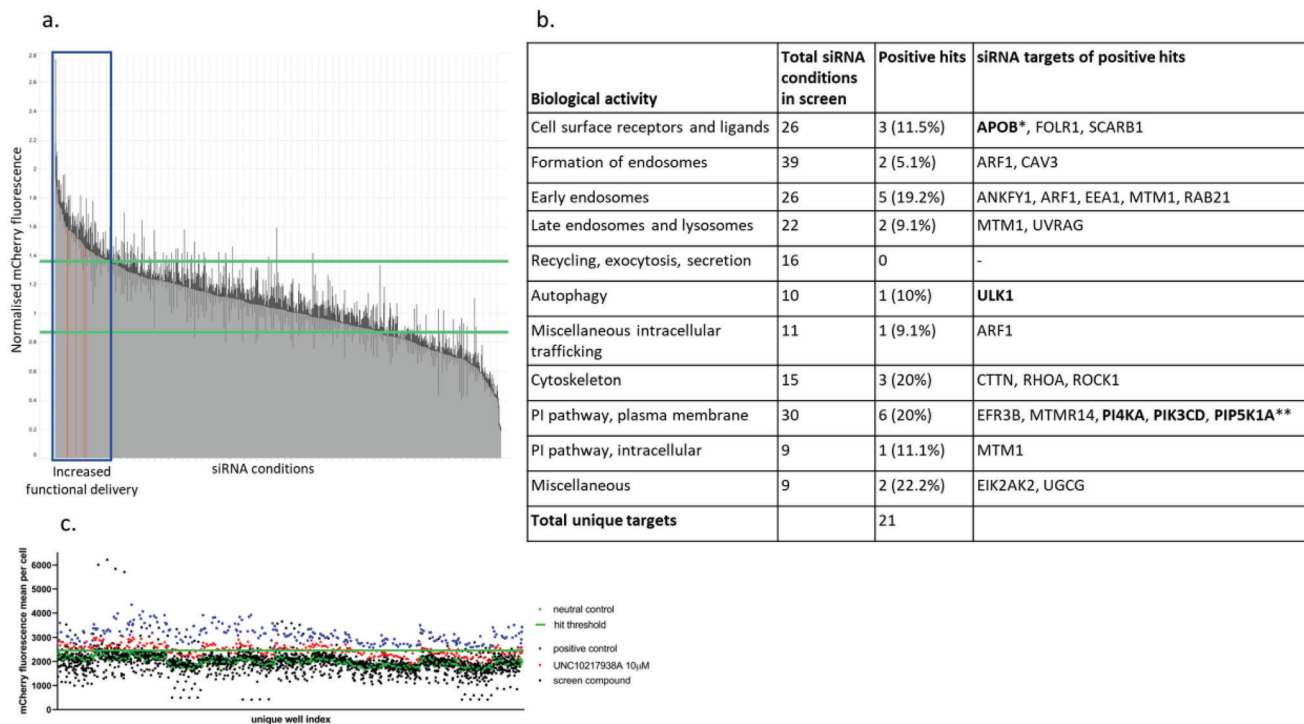 a.
2.8
2.6
2.4
2.2
2
1.8
1.6
1.4
1.2
1
0.8
0.6
0.4
0.2
0
Normalised mCherry fluorescence
Increased
functional delivery
siRNA conditions
b.
Biological activity
Total siRNA
conditions
in screen
Positive hits
siRNA targets of positive hits
Cell surface receptors and ligands 26 3 (11.5%) APOB*, FOLR1, SCARB1
Formation of endosomes 39 2 (5.1%) ARF1, CAV3
Early endosomes 26 5 (19.2%) ANKFY1, ARF1, EEA1, MTM1, RAB21
Late endosomes and lysosomes 22 2 (9.1%) MTM1, UVRAG
Recycling, exocytosis, secretion 16 0 -
Autophagy 10 1 (10%) ULK1
Miscellaneous intracellular 11 1 (9.1%) ARF1
trafficking
Cytoskeleton 15 3 (20%) CTTN, RHOA, ROCK1
PI pathway, plasma membrane 30 6 (20%) EFR3B, MTMR14, PI4KA, PIK3CD, PIP5K1A**
PI pathway, intracellular 9 1 (11.1%) MTM1
Miscellaneous 9 2 (22.2%) EIK2AK2, UGCG
Total unique targets 21
c.
mCherry fluorescence mean per cell
6000
5000
4000
3000
2000
1000
0
unique well index
neutral control
hit threshold
positive control
UNC10217938A 10µM
screen compound